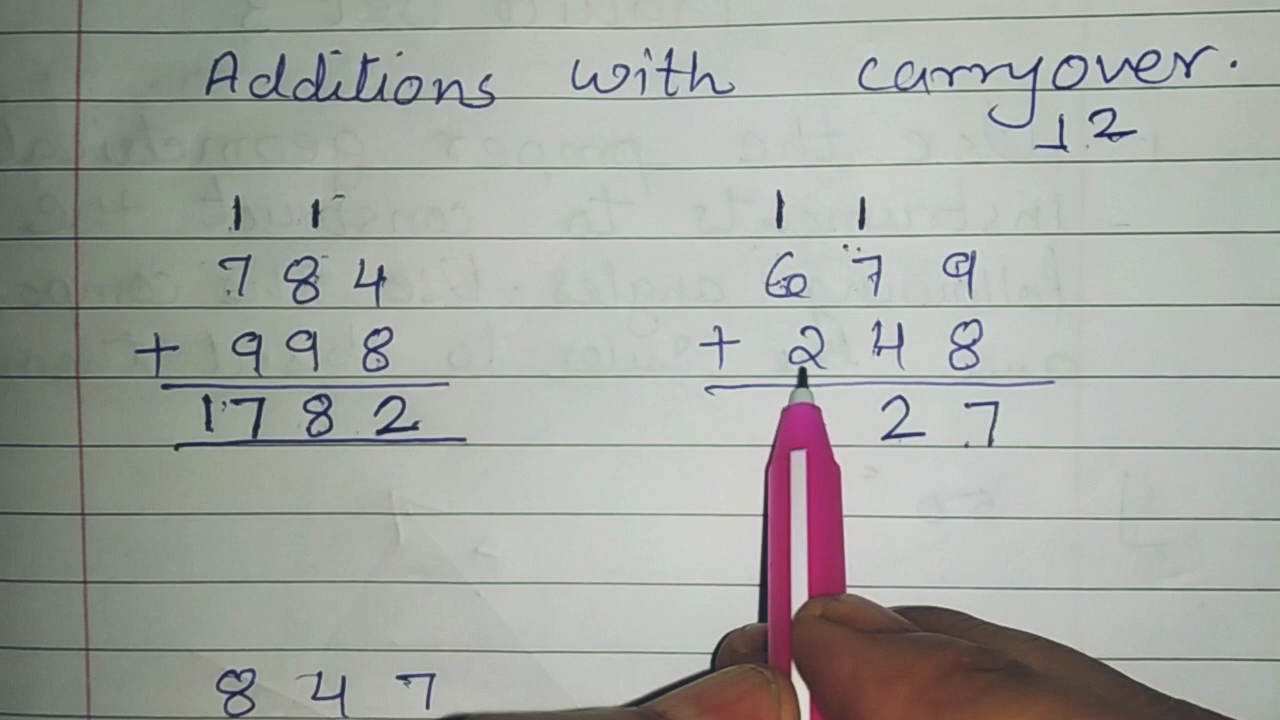 Additions with carryover.
12
1 1 1 1
784 679
+ 998 + 248
1782 27
847